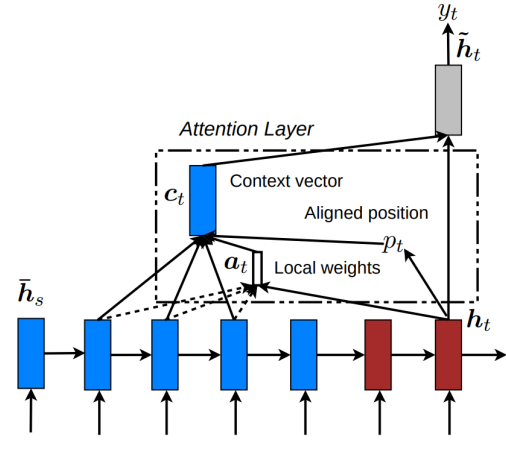 y_t
h̃_t
Attention Layer
c_t
Context vector
Aligned position
p_t
a_t
Local weights
h̄_s
h_t